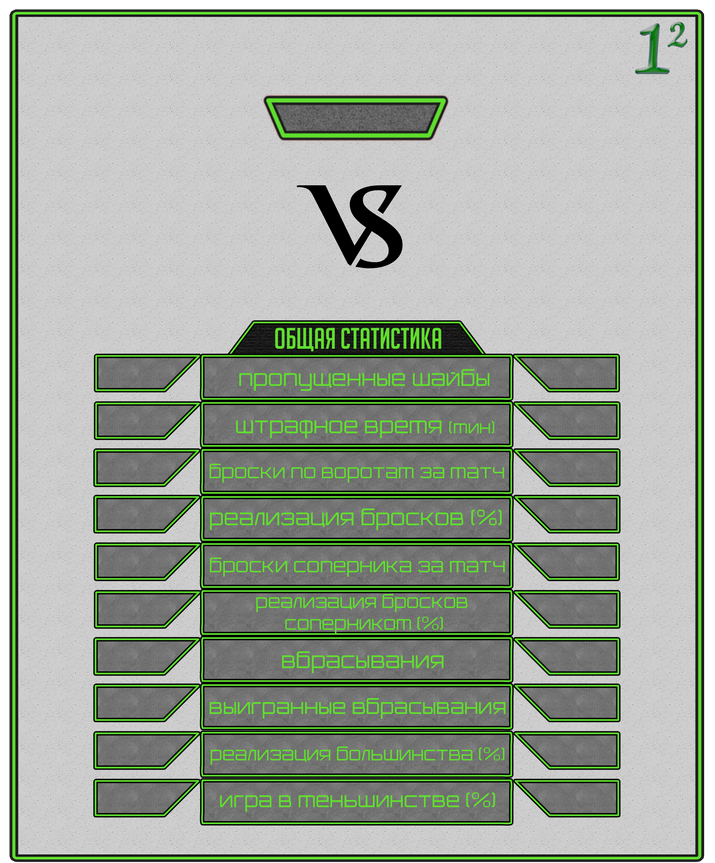 1²
VS
ОБЩАЯ СТАТИСТИКА
пропущенные шайбы
штрафное время (мин)
броски по воротам за матч
реализация бросков (%)
броски соперника за матч
реализация бросков
соперником (%)
вбрасывания
выигранные вбрасывания
реализация большинства (%)
игра в меньшинстве (%)